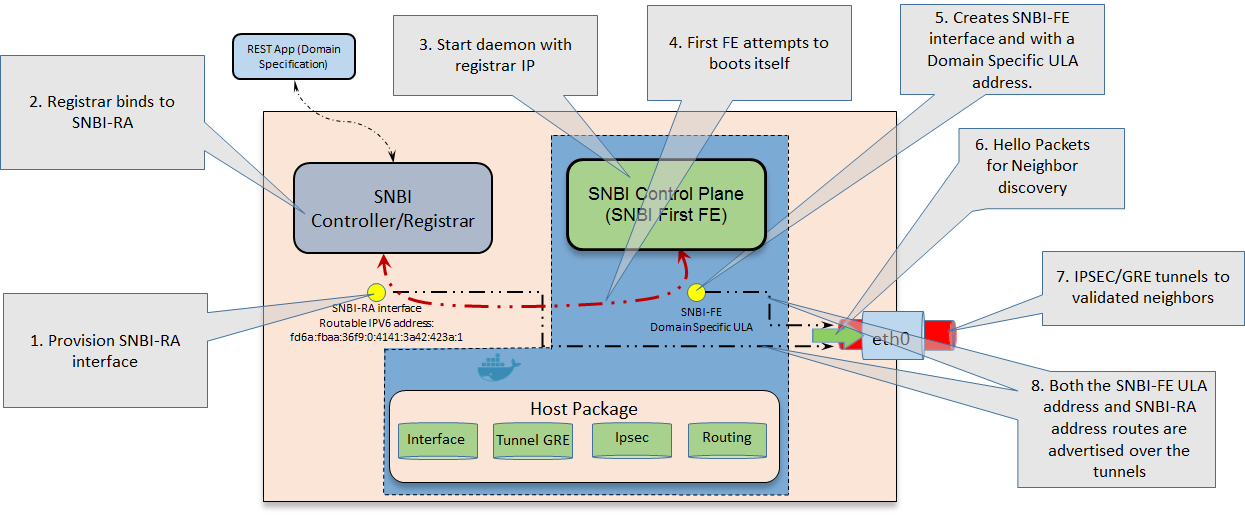 REST App (Domain
Specification)
2. Registrar binds to
SNBI-RA
3. Start daemon with
registrar IP
4. First FE attempts to
boots itself
5. Creates SNBI-FE
interface and with a
Domain Specific ULA
address.
6. Hello Packets
for Neighbor
discovery
7. IPSEC/GRE tunnels to
validated neighbors
8. Both the SNBI-FE ULA
address and SNBI-RA
address routes are
advertised over the
tunnels
1. Provision SNBI-RA
interface
SNBI
Controller/Registrar
SNBI Control Plane
(SNBI First FE)
SNBI-RA interface
Routable IPV6 address:
fd6a:fbaa:36f9:0:4141:3a42:423a:1
SNBI-FE
Domain Specific ULA
eth0
Host Package
Interface
Tunnel GRE
Ipsec
Routing